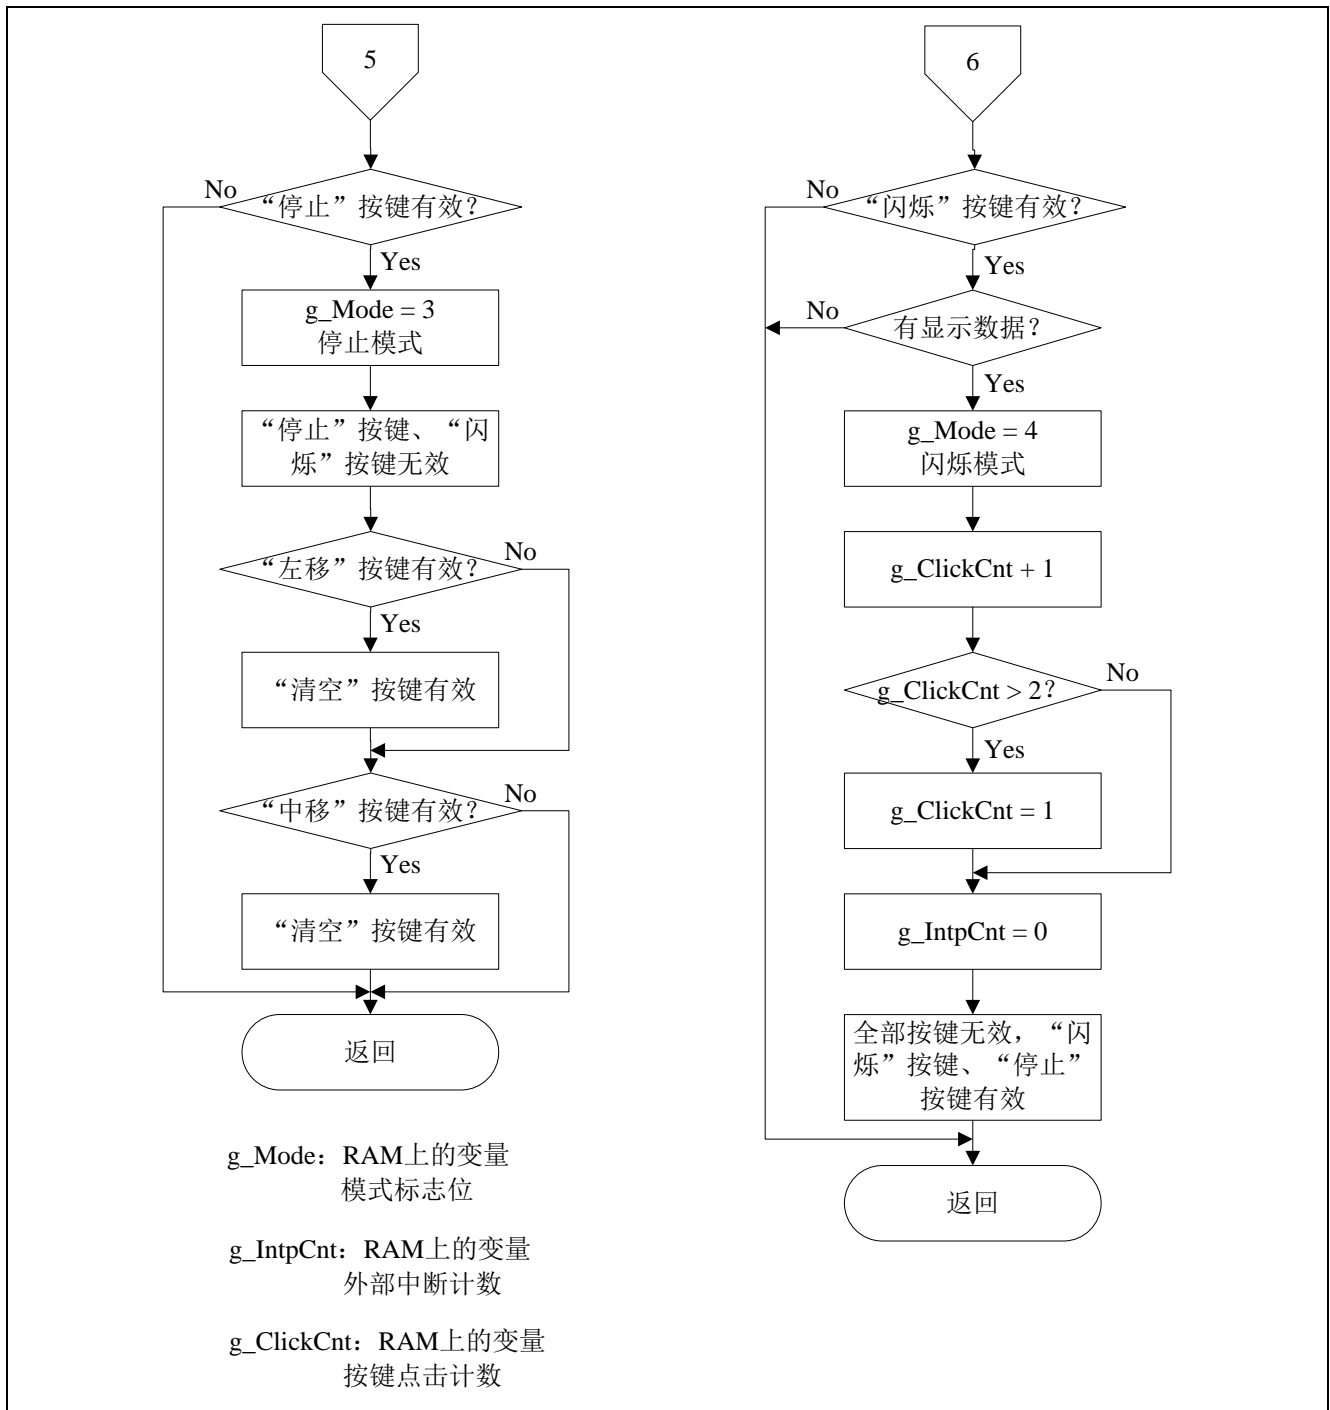 5
No
“停止”按键有效？
Yes
g_Mode = 3
停止模式
“停止”按键、“闪
烁”按键无效
“左移”按键有效？
No
Yes
“清空”按键有效
“中移”按键有效？
No
Yes
“清空”按键有效
返回
g_Mode：RAM上的变量
模式标志位
g_IntpCnt：RAM上的变量
外部中断计数
g_ClickCnt：RAM上的变量
按键点击计数
6
No
“闪烁”按键有效？
Yes
No
有显示数据？
Yes
g_Mode = 4
闪烁模式
g_ClickCnt + 1
g_ClickCnt > 2？
No
Yes
g_ClickCnt = 1
g_IntpCnt = 0
全部按键无效，“闪
烁”按键、“停止”
按键有效
返回